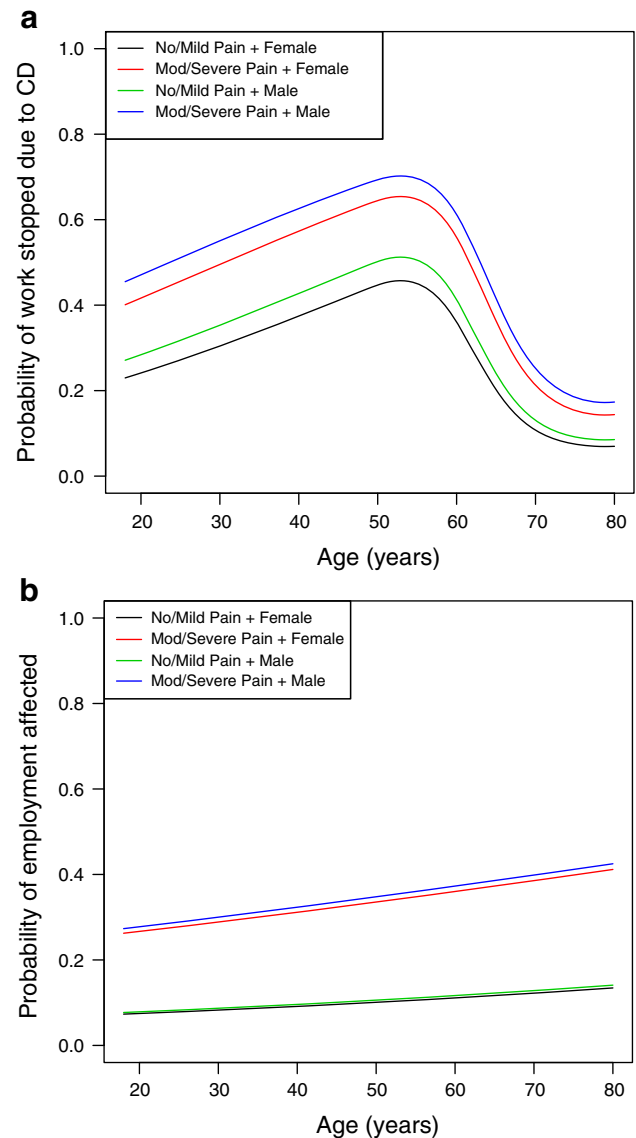 a
Probability of work stopped due to CD
1.0
0.8
0.6
0.4
0.2
0.0
No/Mild Pain + Female
Mod/Severe Pain + Female
No/Mild Pain + Male
Mod/Severe Pain + Male
20 30 40 50 60 70 80
Age (years)
b
Probability of employment affected
1.0
0.8
0.6
0.4
0.2
0.0
No/Mild Pain + Female
Mod/Severe Pain + Female
No/Mild Pain + Male
Mod/Severe Pain + Male
20 30 40 50 60 70 80
Age (years)